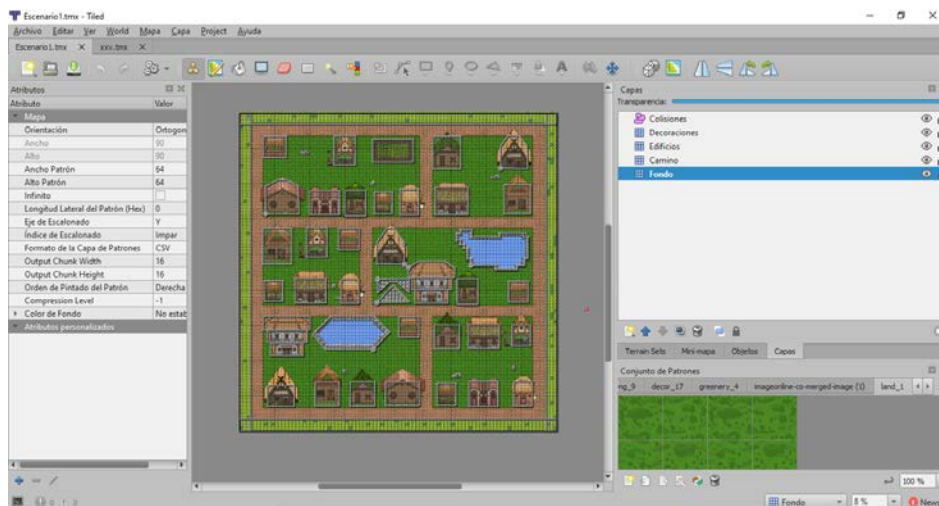 Escenario1.tmx - Tiled
Archivo Editar Ver World Mapa Capa Project Ayuda
Escenario1.tmx xxv.tmx
Atributos
Atributo Valor
Mapa
Orientación Ortogon
Ancho 90
Alto 90
Ancho Patrón 64
Alto Patrón 64
Infinito
Longitud Lateral del Patrón (Hex) 0
Eje de Escalonado Y
Índice de Escalonado Impar
Formato de la Capa de Patrones CSV
Output Chunk Width 16
Output Chunk Height 16
Orden de Pintado del Patrón Derecha
Compression Level -1
Color de Fondo No estab
Atributos personalizados
Capas
Transparencia:
Colisiones
Decoraciones
Edificios
Camino
Fondo
Terrain Sets Mini-mapa Objetos Capas
Conjunto de Patrones
ng_9 decor_17 greenery_4 imageonline-co-merged-image (1) land_1
100 %
Fondo 8 % News